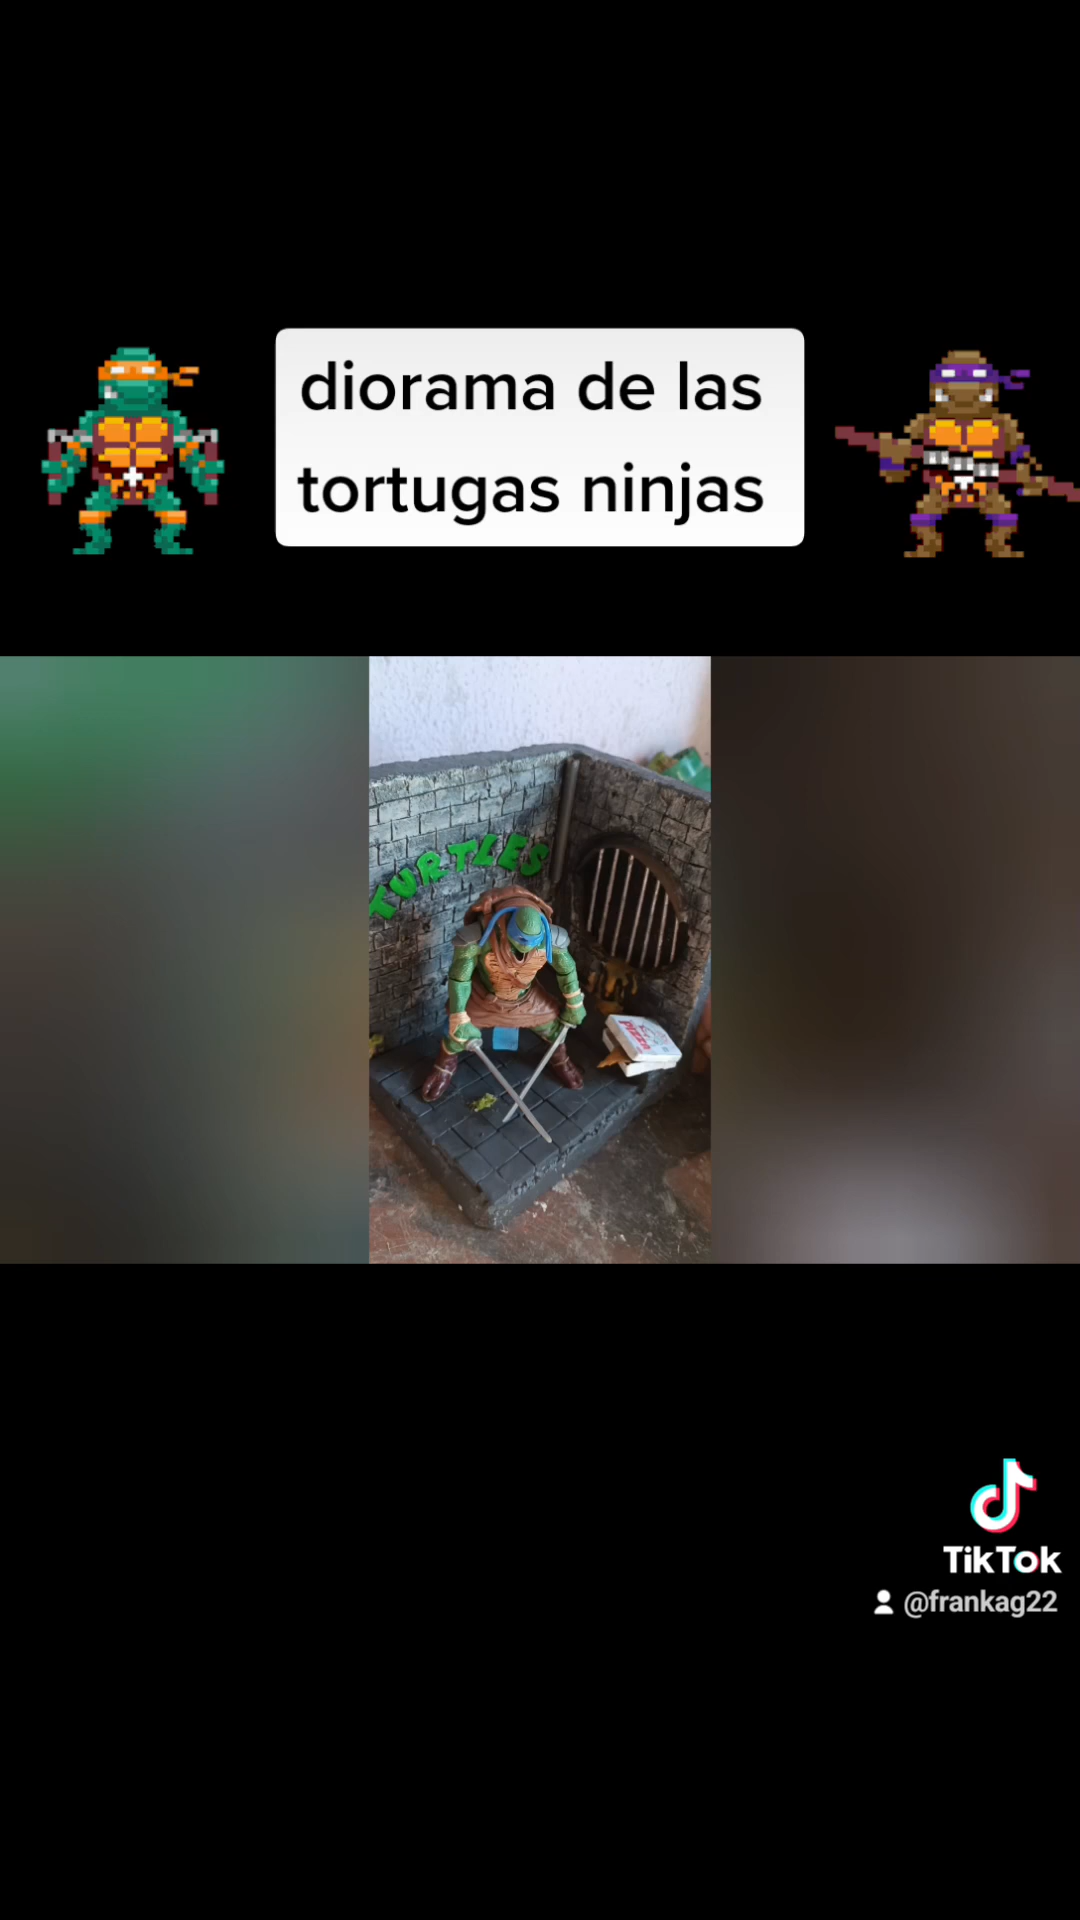 diorama de las
tortugas ninjas
TURTLES
PIZZA
TikTok
@frankag22